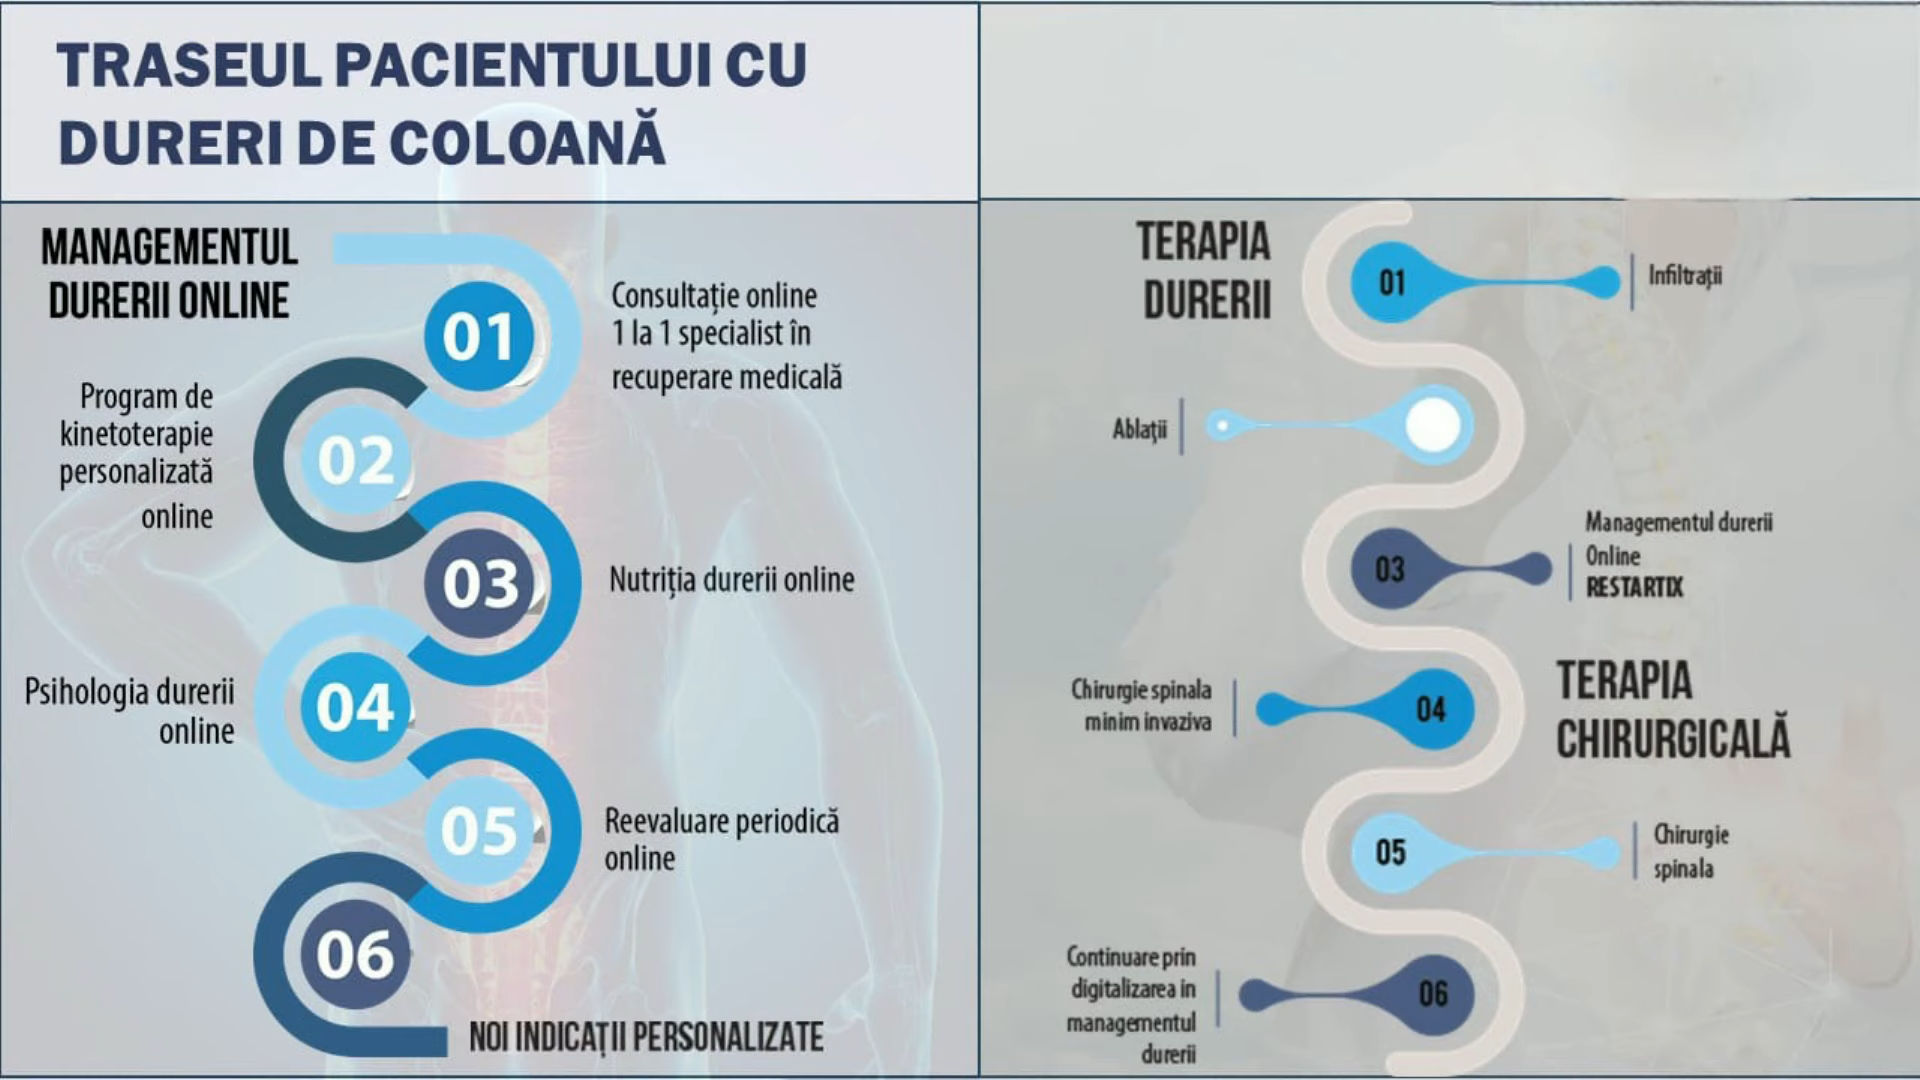 TRASEUL PACIENTULUI CU
DURERI DE COLOANĂ
MANAGEMENTUL
DURERII ONLINE
01
Consultație online
1 la 1 specialist în
recuperare medicală
Program de
kinetoterapie
personalizată
online
02
03
Nutriția durerii online
Psihologia durerii
online
04
05
Reevaluare periodică
online
06
NOI INDICAȚII PERSONALIZATE
TERAPIA
DURERII
01
Infiltrații
Ablații
03
Managementul durerii
Online
RESTARTIX
Chirurgie spinala
minim invaziva
04
TERAPIA
CHIRURGICALĂ
05
Chirurgie
spinala
Continuare prin
digitalizarea in
managementul
durerii
06